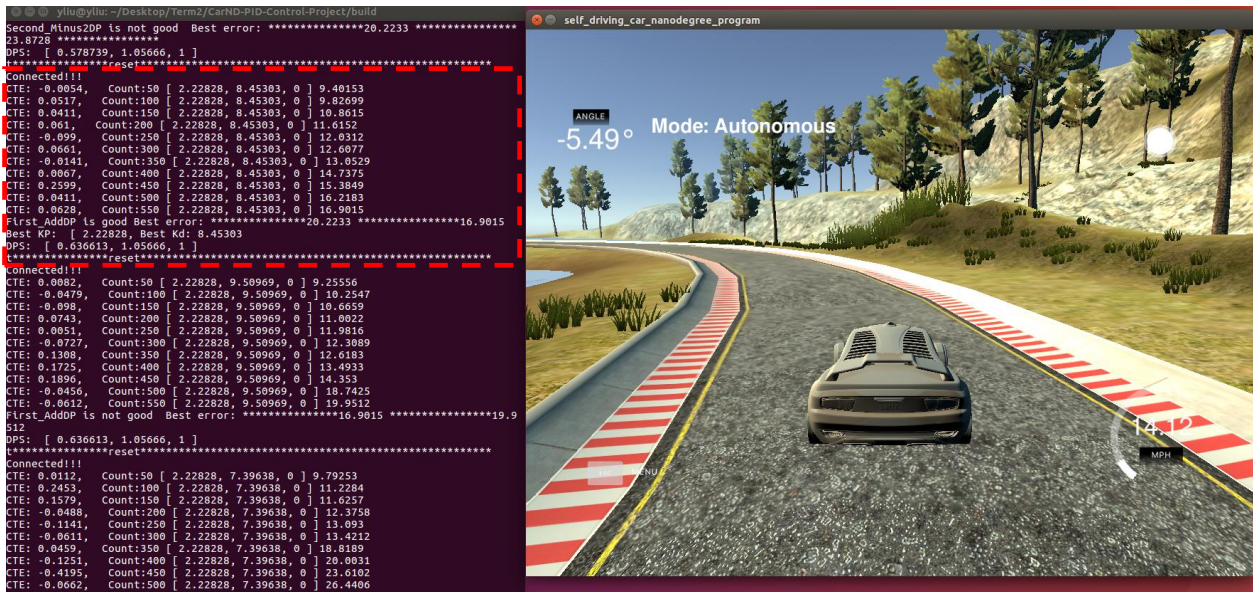 yliu@yliu: ~/Desktop/Term2/CarND-PID-Control-Project/build
Second_Minus2DP is not good  Best error: ****************20.2233 *****************
23.8728 *****************
DPS:  [ 0.578739, 1.05666, 1 ]
t****************reset***********************************************************
Connected!!!
CTE: -0.0054,   Count:50 [ 2.22828, 8.45303, 0 ] 9.40153
CTE: 0.0517,   Count:100 [ 2.22828, 8.45303, 0 ] 9.82699
CTE: 0.0411,   Count:150 [ 2.22828, 8.45303, 0 ] 10.8615
CTE: 0.061,   Count:200 [ 2.22828, 8.45303, 0 ] 11.6152
CTE: -0.099,   Count:250 [ 2.22828, 8.45303, 0 ] 12.0312
CTE: 0.0661,   Count:300 [ 2.22828, 8.45303, 0 ] 12.6077
CTE: -0.0141,   Count:350 [ 2.22828, 8.45303, 0 ] 13.0529
CTE: 0.0067,   Count:400 [ 2.22828, 8.45303, 0 ] 14.7375
CTE: 0.2599,   Count:450 [ 2.22828, 8.45303, 0 ] 15.3849
CTE: 0.0411,   Count:500 [ 2.22828, 8.45303, 0 ] 16.2183
CTE: 0.0628,   Count:550 [ 2.22828, 8.45303, 0 ] 16.9015
First_AddDP is good Best error: ****************20.2233 *****************16.9015
Best KP:  [ 2.22828, Best Kd: 8.45303
DPS:  [ 0.636613, 1.05666, 1 ]
t****************reset***********************************************************
Connected!!!
CTE: 0.0082,   Count:50 [ 2.22828, 9.50969, 0 ] 9.25556
CTE: -0.0479,   Count:100 [ 2.22828, 9.50969, 0 ] 10.2547
CTE: -0.098,   Count:150 [ 2.22828, 9.50969, 0 ] 10.6659
CTE: 0.0743,   Count:200 [ 2.22828, 9.50969, 0 ] 11.0022
CTE: 0.0051,   Count:250 [ 2.22828, 9.50969, 0 ] 11.9816
CTE: -0.0727,   Count:300 [ 2.22828, 9.50969, 0 ] 12.3089
CTE: 0.1308,   Count:350 [ 2.22828, 9.50969, 0 ] 12.6183
CTE: 0.1725,   Count:400 [ 2.22828, 9.50969, 0 ] 13.4933
CTE: 0.1896,   Count:450 [ 2.22828, 9.50969, 0 ] 14.353
CTE: -0.0456,   Count:500 [ 2.22828, 9.50969, 0 ] 18.7425
CTE: -0.0612,   Count:550 [ 2.22828, 9.50969, 0 ] 19.9512
First_AddDP is not good  Best error: ****************16.9015 *****************19.9
512
DPS:  [ 0.636613, 1.05666, 1 ]
t****************reset***********************************************************
Connected!!!
CTE: 0.0112,   Count:50 [ 2.22828, 7.39638, 0 ] 9.79253
CTE: 0.2453,   Count:100 [ 2.22828, 7.39638, 0 ] 11.2284
CTE: 0.1579,   Count:150 [ 2.22828, 7.39638, 0 ] 11.6257
CTE: -0.0488,   Count:200 [ 2.22828, 7.39638, 0 ] 12.3758
CTE: -0.1141,   Count:250 [ 2.22828, 7.39638, 0 ] 13.093
CTE: -0.0611,   Count:300 [ 2.22828, 7.39638, 0 ] 13.4212
CTE: 0.0459,   Count:350 [ 2.22828, 7.39638, 0 ] 18.8189
CTE: -0.1251,   Count:400 [ 2.22828, 7.39638, 0 ] 20.0031
CTE: -0.4195,   Count:450 [ 2.22828, 7.39638, 0 ] 23.6102
CTE: -0.0662,   Count:500 [ 2.22828, 7.39638, 0 ] 26.4406
self_driving_car_nanodegree_program
ANGLE
-5.49°
Mode: Autonomous
MENU
14.12
MPH